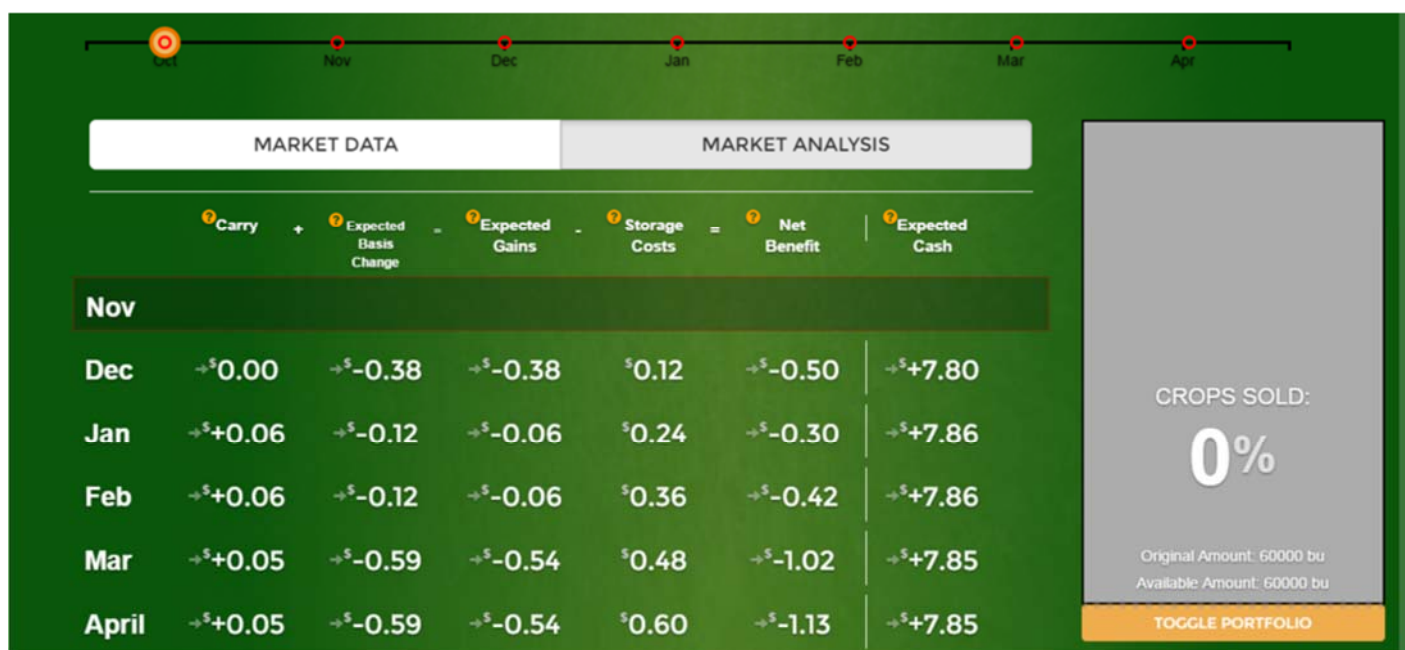 Oct Nov Dec Jan Feb Mar Apr
MARKET DATA MARKET ANALYSIS
? Carry + ? Expected Basis Change = ? Expected Gains - ? Storage Costs = ? Net Benefit | ? Expected Cash
Nov
Dec →$0.00 →$-0.38 →$-0.38 $0.12 →$-0.50 →$+7.80
Jan →$+0.06 →$-0.12 →$-0.06 $0.24 →$-0.30 →$+7.86
Feb →$+0.06 →$-0.12 →$-0.06 $0.36 →$-0.42 →$+7.86
Mar →$+0.05 →$-0.59 →$-0.54 $0.48 →$-1.02 →$+7.85
April →$+0.05 →$-0.59 →$-0.54 $0.60 →$-1.13 →$+7.85
CROPS SOLD:
0%
Original Amount: 60000 bu
Available Amount: 60000 bu
TOGGLE PORTFOLIO